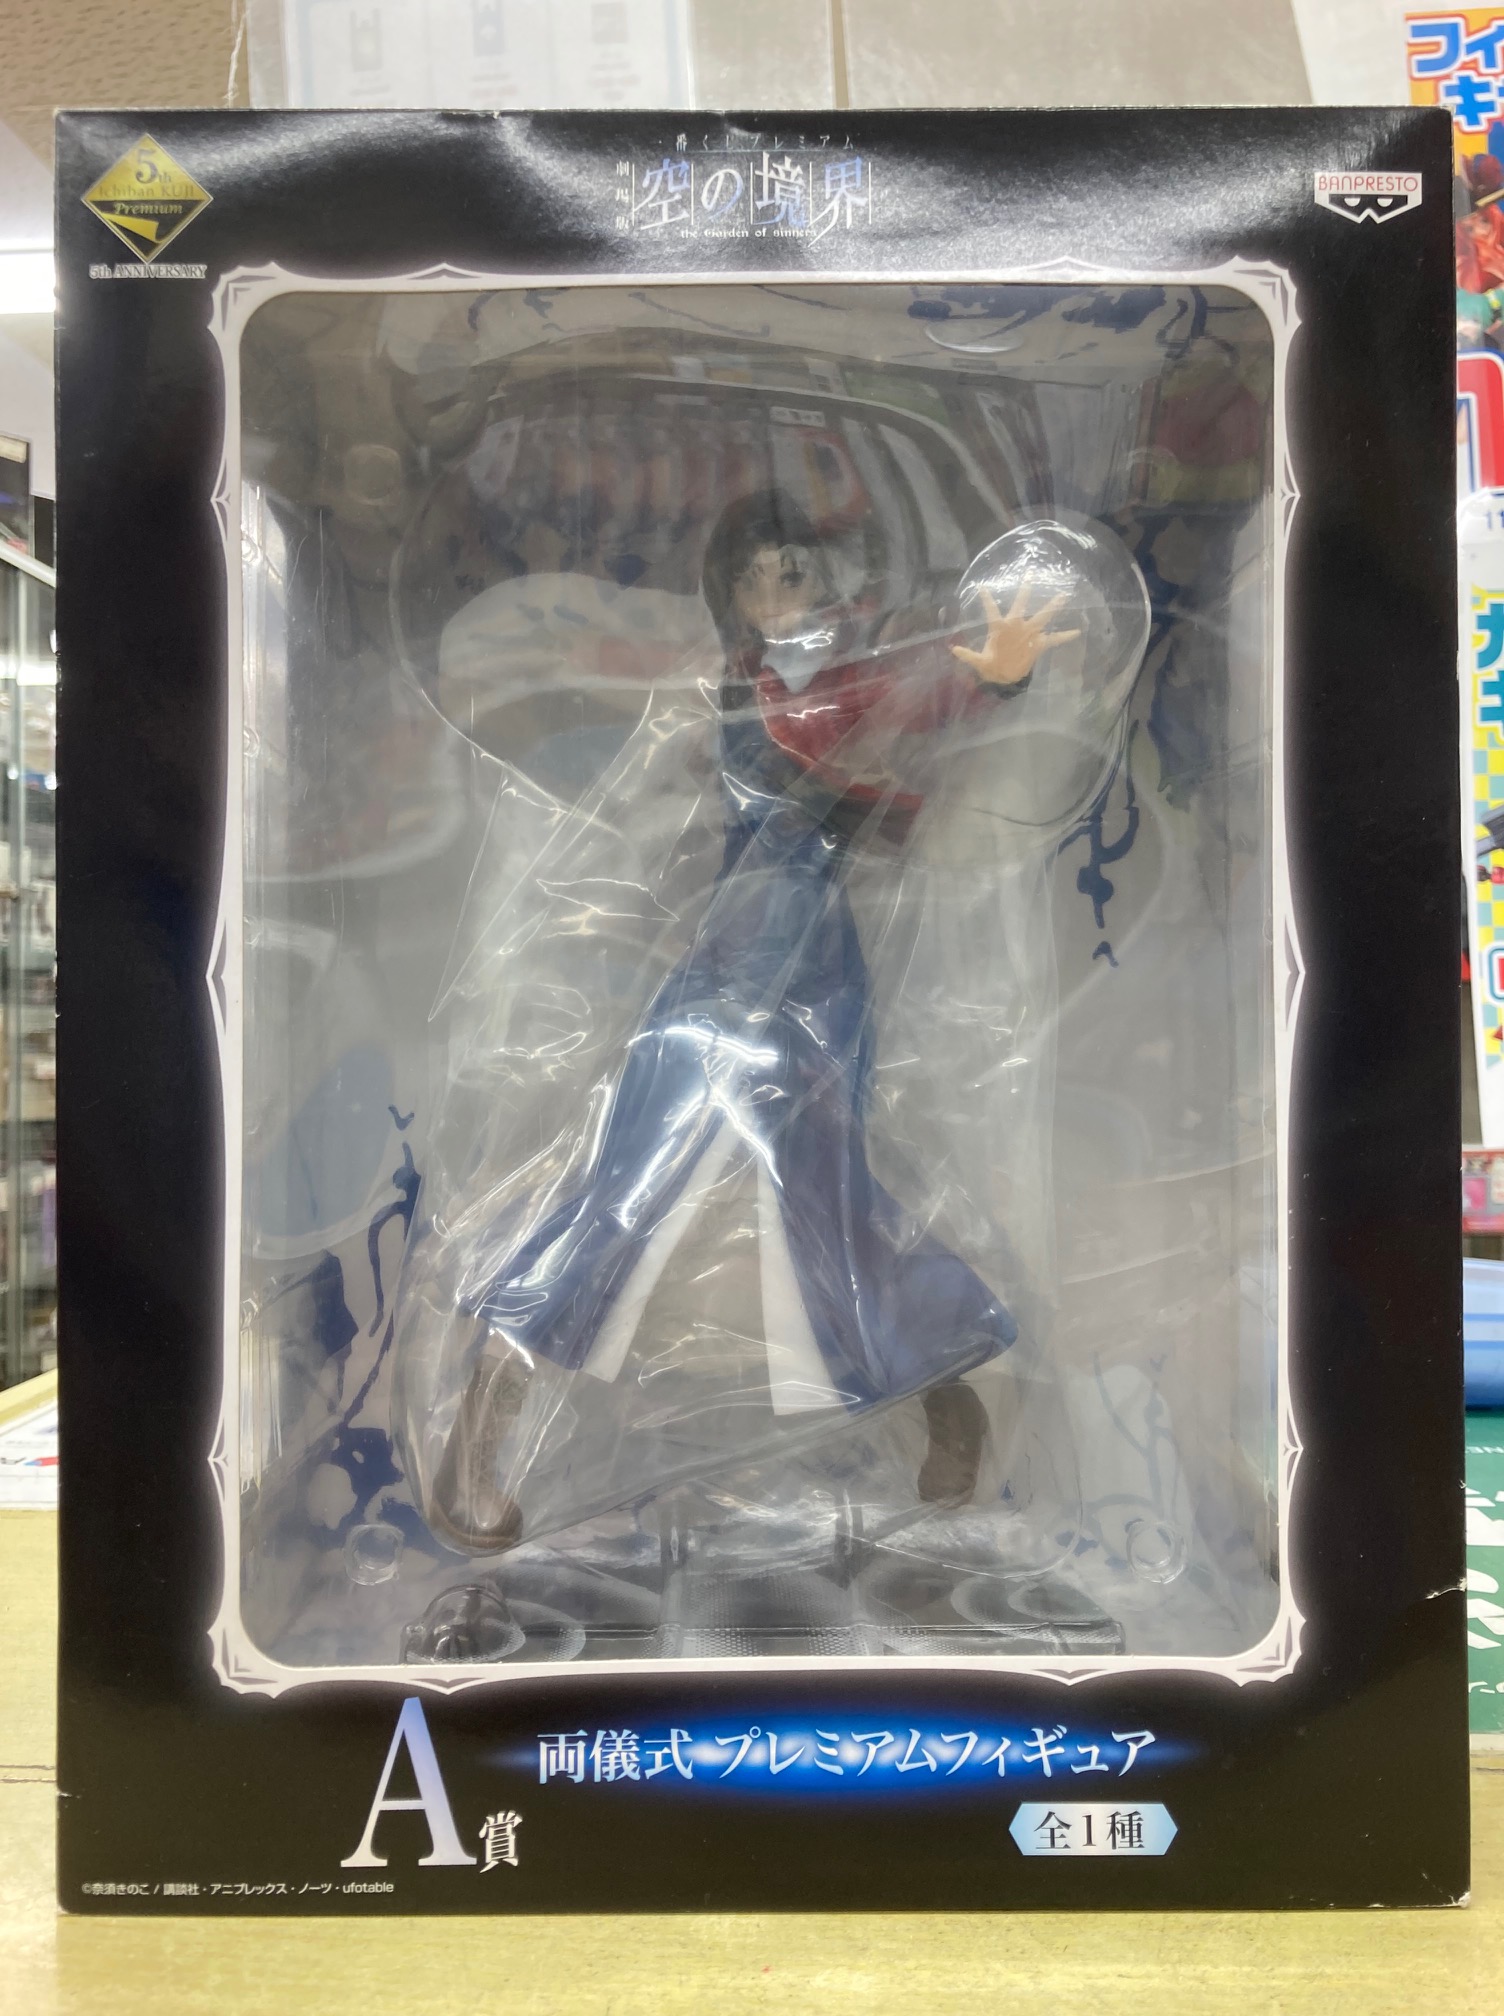 5th
Ichiban KUJI
Premium
5th ANNIVERSARY
一番くじプレミアム
劇場版
空の境界
the Garden of sinners
BANPRESTO
A賞
両儀式 プレミアムフィギュア
全1種
©奈須きのこ / 講談社・アニプレックス・ノーツ・ufotable
フィ
キ